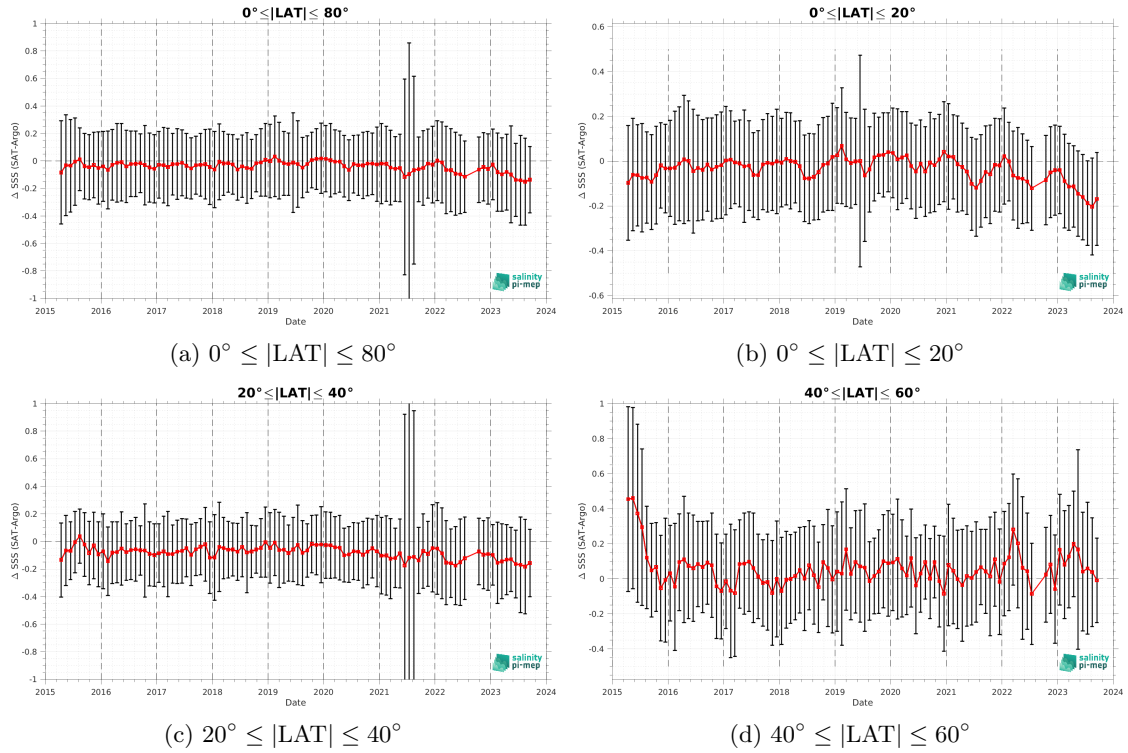 0°≤|LAT|≤ 80°
Δ SSS (SAT-Argo)
1
0.8
0.6
0.4
0.2
0
-0.2
-0.4
-0.6
-0.8
-1
2015 2016 2017 2018 2019 2020 2021 2022 2023 2024
Date
salinity
pi-mep
(a) 0° ≤ |LAT| ≤ 80°
0°≤|LAT|≤ 20°
Δ SSS (SAT-Argo)
0.6
0.4
0.2
0
-0.2
-0.4
-0.6
2015 2016 2017 2018 2019 2020 2021 2022 2023 2024
Date
salinity
pi-mep
(b) 0° ≤ |LAT| ≤ 20°
20°≤|LAT|≤ 40°
Δ SSS (SAT-Argo)
1
0.8
0.6
0.4
0.2
0
-0.2
-0.4
-0.6
-0.8
-1
2015 2016 2017 2018 2019 2020 2021 2022 2023 2024
Date
salinity
pi-mep
(c) 20° ≤ |LAT| ≤ 40°
40°≤|LAT|≤ 60°
Δ SSS (SAT-Argo)
1
0.8
0.6
0.4
0.2
0
-0.2
-0.4
2015 2016 2017 2018 2019 2020 2021 2022 2023 2024
Date
salinity
pi-mep
(d) 40° ≤ |LAT| ≤ 60°